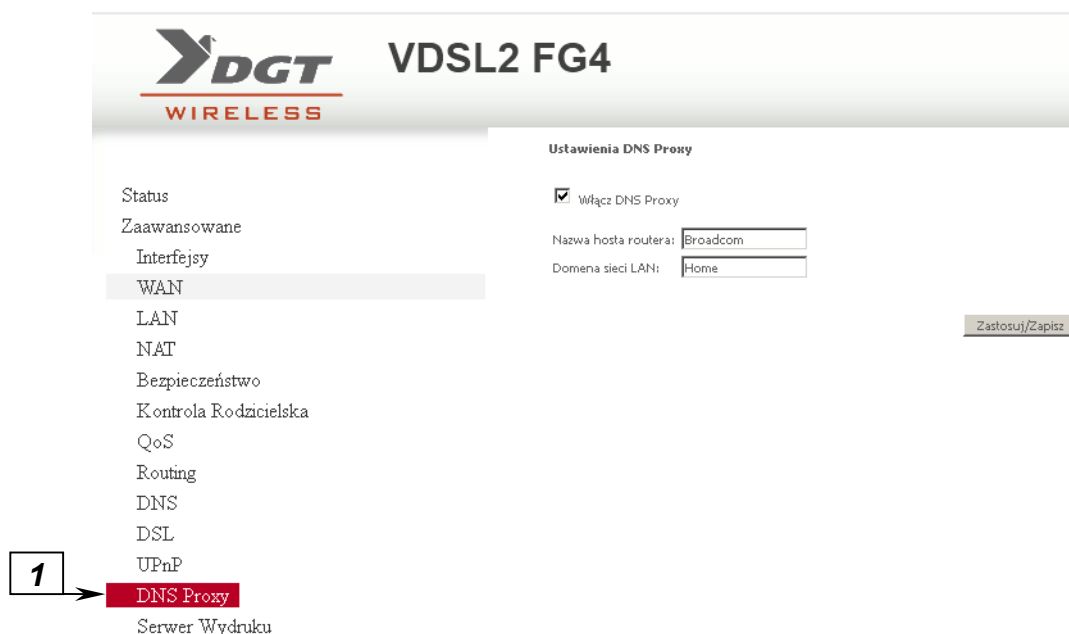 DGT
WIRELESS
VDSL2 FG4
Ustawienia DNS Proxy
Status
Zaawansowane
Interfejsy
WAN
LAN
NAT
Bezpieczeństwo
Kontrola Rodzicielska
QoS
Routing
DNS
DSL
UPnP
DNS Proxy
Serwer Wydruku
Włącz DNS Proxy
Nazwa hosta routera: Broadcom
Domena sieci LAN: Home
Zastosuj/Zapisz
1